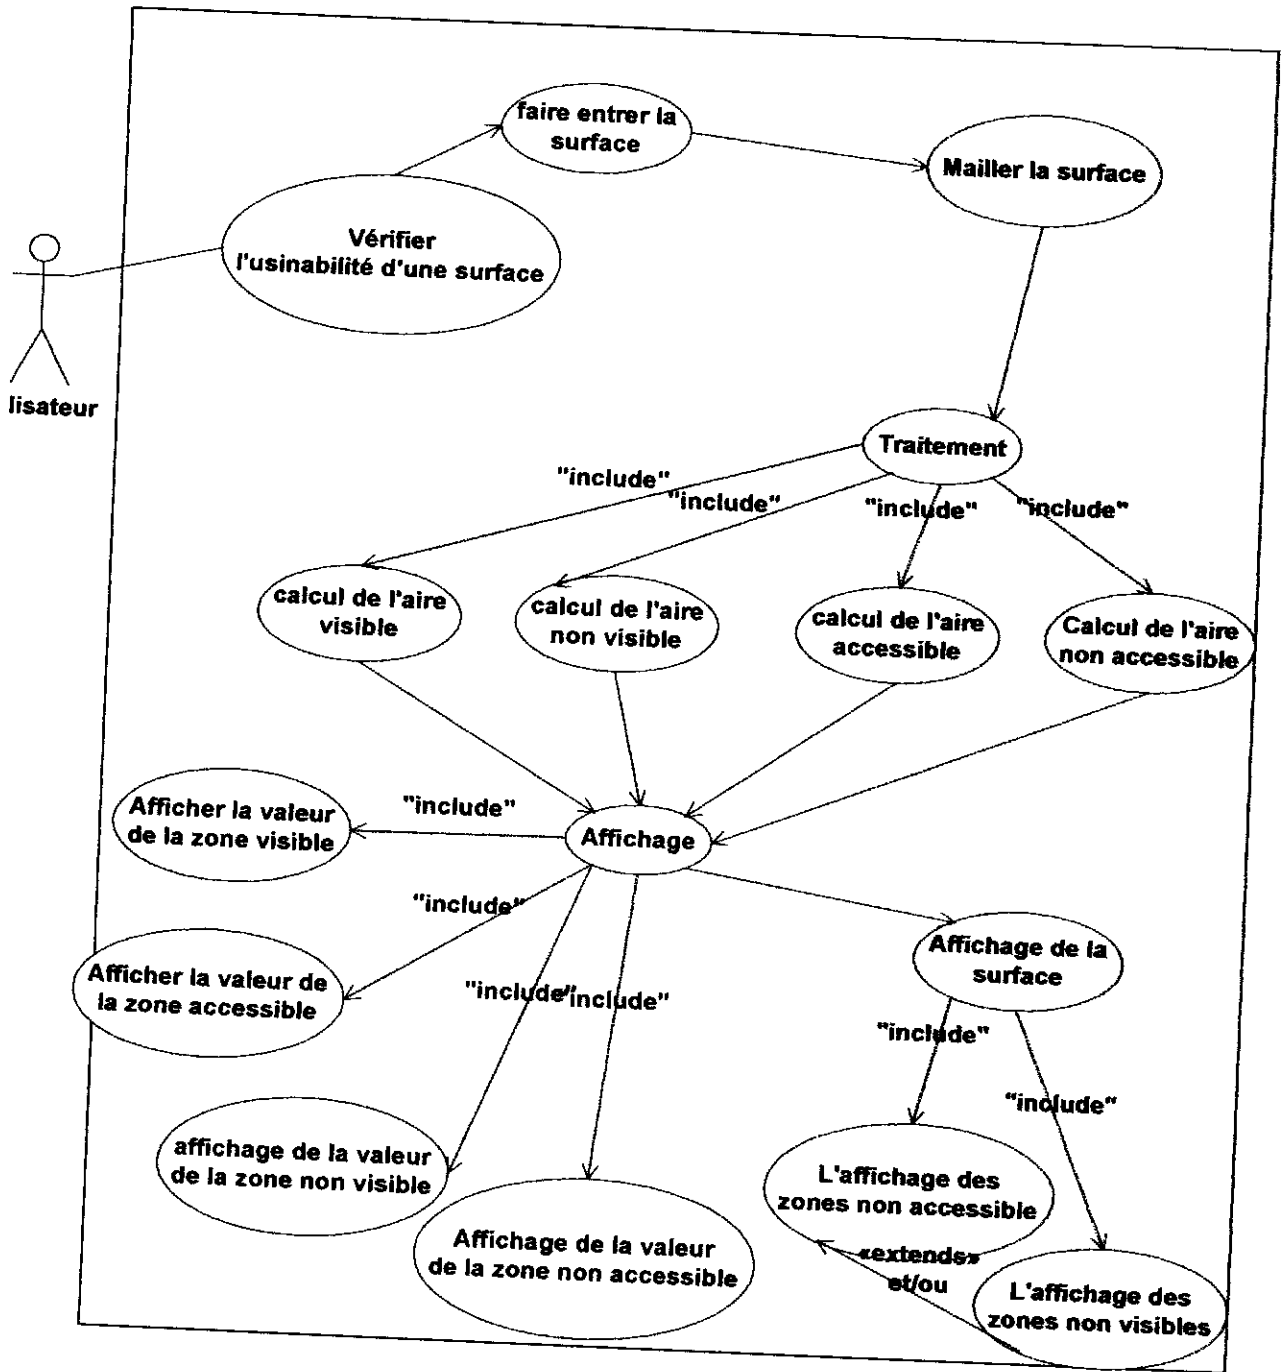 faire entrer la
surface
Mailler la surface
Vérifier
l'usinabilité d'une surface
lisateur
Traitement
"include"
"include"
"include"
"include"
calcul de l'aire
visible
calcul de l'aire
non visible
calcul de l'aire
accessible
Calcul de l'aire
non accessible
Afficher la valeur
de la zone visible
"include"
Affichage
"include"
Afficher la valeur de
la zone accessible
"include"
"include"
Affichage de la
surface
"include"
"include"
affichage de la valeur
de la zone non visible
L'affichage des
zones non accessible
Affichage de la valeur
de la zone non accessible
«extends»
et/ou
L'affichage des
zones non visibles